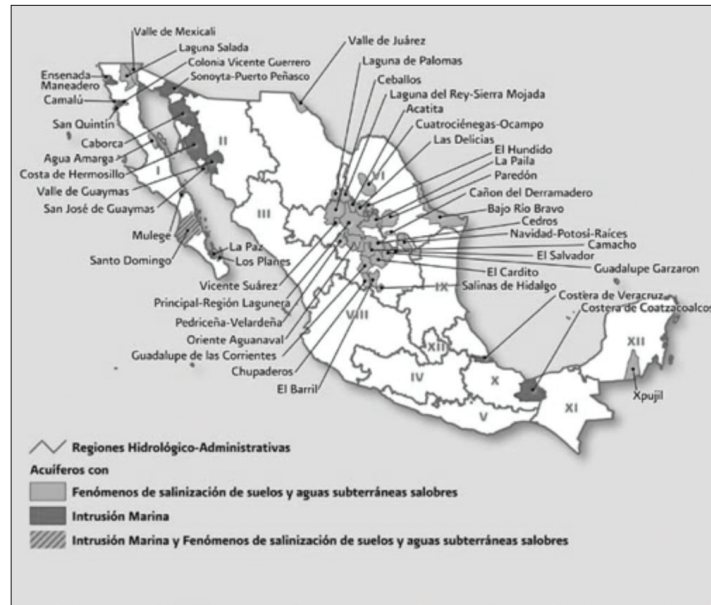 Valle de Mexicali
Laguna Salada
Colonia Vicente Guerrero
Sonoyta-Puerto Peñasco
Ensenada
Maneadero
Camalú
San Quintín
Caborca
Agua Amarga
Costa de Hermosillo
Valle de Guaymas
San José de Guaymas
Mulege
Santo Domingo
La Paz
Los Planes
Valle de Juárez
Laguna de Palomas
Ceballos
Laguna del Rey-Sierra Mojada
Acatita
Cuatrociénegas-Ocampo
Las Delicias
El Hundido
La Paila
Paredón
Cañon del Derramadero
Bajo Río Bravo
Cedros
Navidad-Potosí-Raíces
Camacho
El Salvador
Guadalupe Garzaron
El Cardito
Salinas de Hidalgo
Costera de Veracruz
Costera de Coatzacoalcos
Xpujil
Vicente Suárez
Principal-Región Lagunera
Pedriceña-Velardeña
Oriente Aguanaval
Guadalupe de las Corrientes
Chupaderos
El Barril
I
II
III
VI
IX
VIII
XII
IV
X
V
XI
XII
Regiones Hidrológico-Administrativas
Acuíferos con
Fenómenos de salinización de suelos y aguas subterráneas salobres
Intrusión Marina
Intrusión Marina y Fenómenos de salinización de suelos y aguas subterráneas salobres